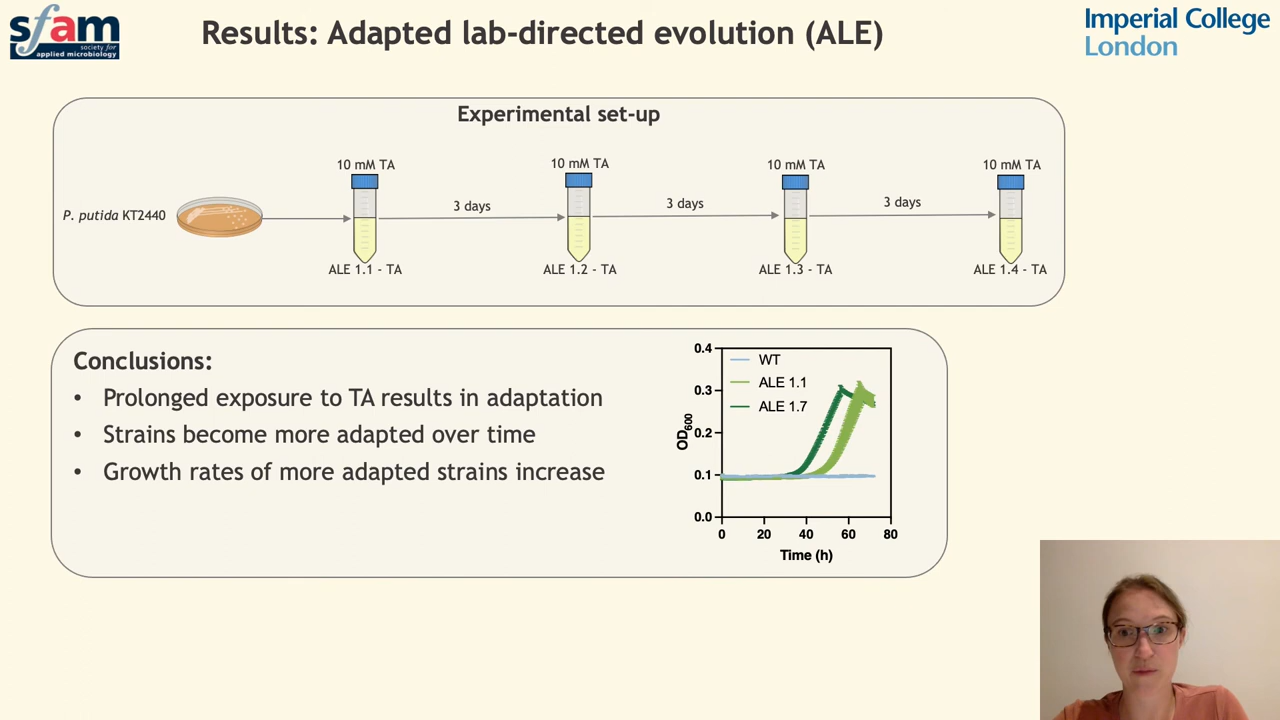 sfam
society for
applied microbiology
Results: Adapted lab-directed evolution (ALE)
Imperial College
London
Experimental set-up
P. putida KT2440
10 mM TA
10 mM TA
10 mM TA
10 mM TA
3 days
3 days
3 days
ALE 1.1 - TA
ALE 1.2 - TA
ALE 1.3 - TA
ALE 1.4 - TA
Conclusions:
• Prolonged exposure to TA results in adaptation
• Strains become more adapted over time
• Growth rates of more adapted strains increase
WT
ALE 1.1
ALE 1.7
OD600
0.4
0.3
0.2
0.1
0.0
0 20 40 60 80
Time (h)